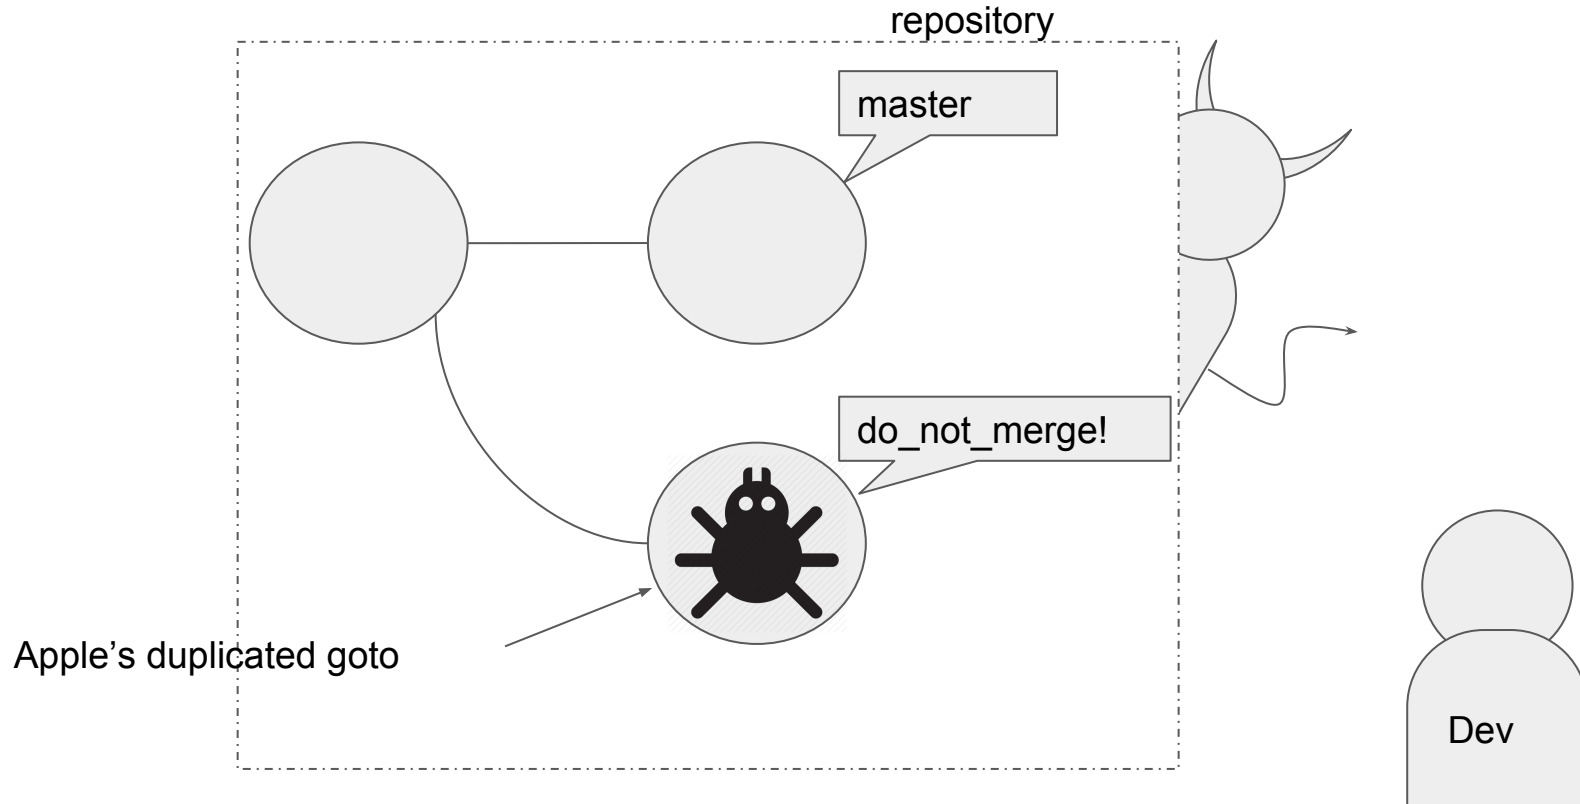 repository
master
do_not_merge!
Apple’s duplicated goto
Dev